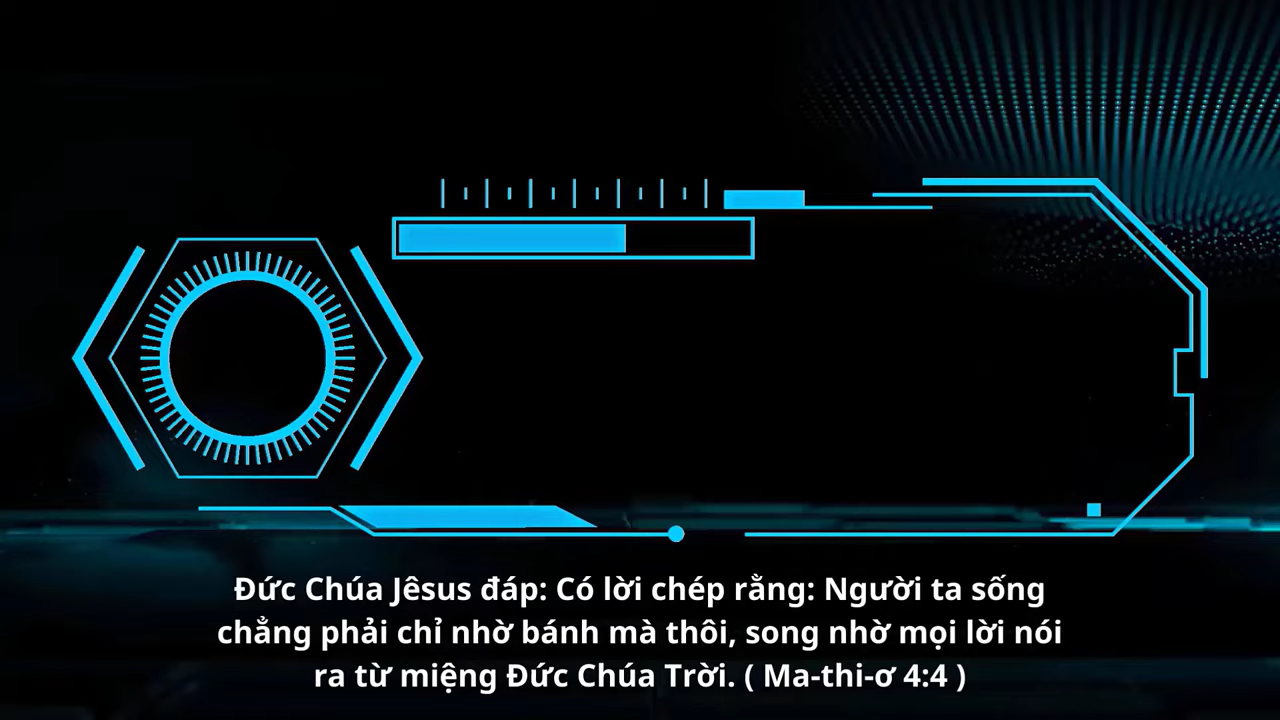 Đức Chúa Jêsus đáp: Có lời chép rằng: Người ta sống
chẳng phải chỉ nhờ bánh mà thôi, song nhờ mọi lời nói
ra từ miệng Đức Chúa Trời. ( Ma-thi-ơ 4:4 )